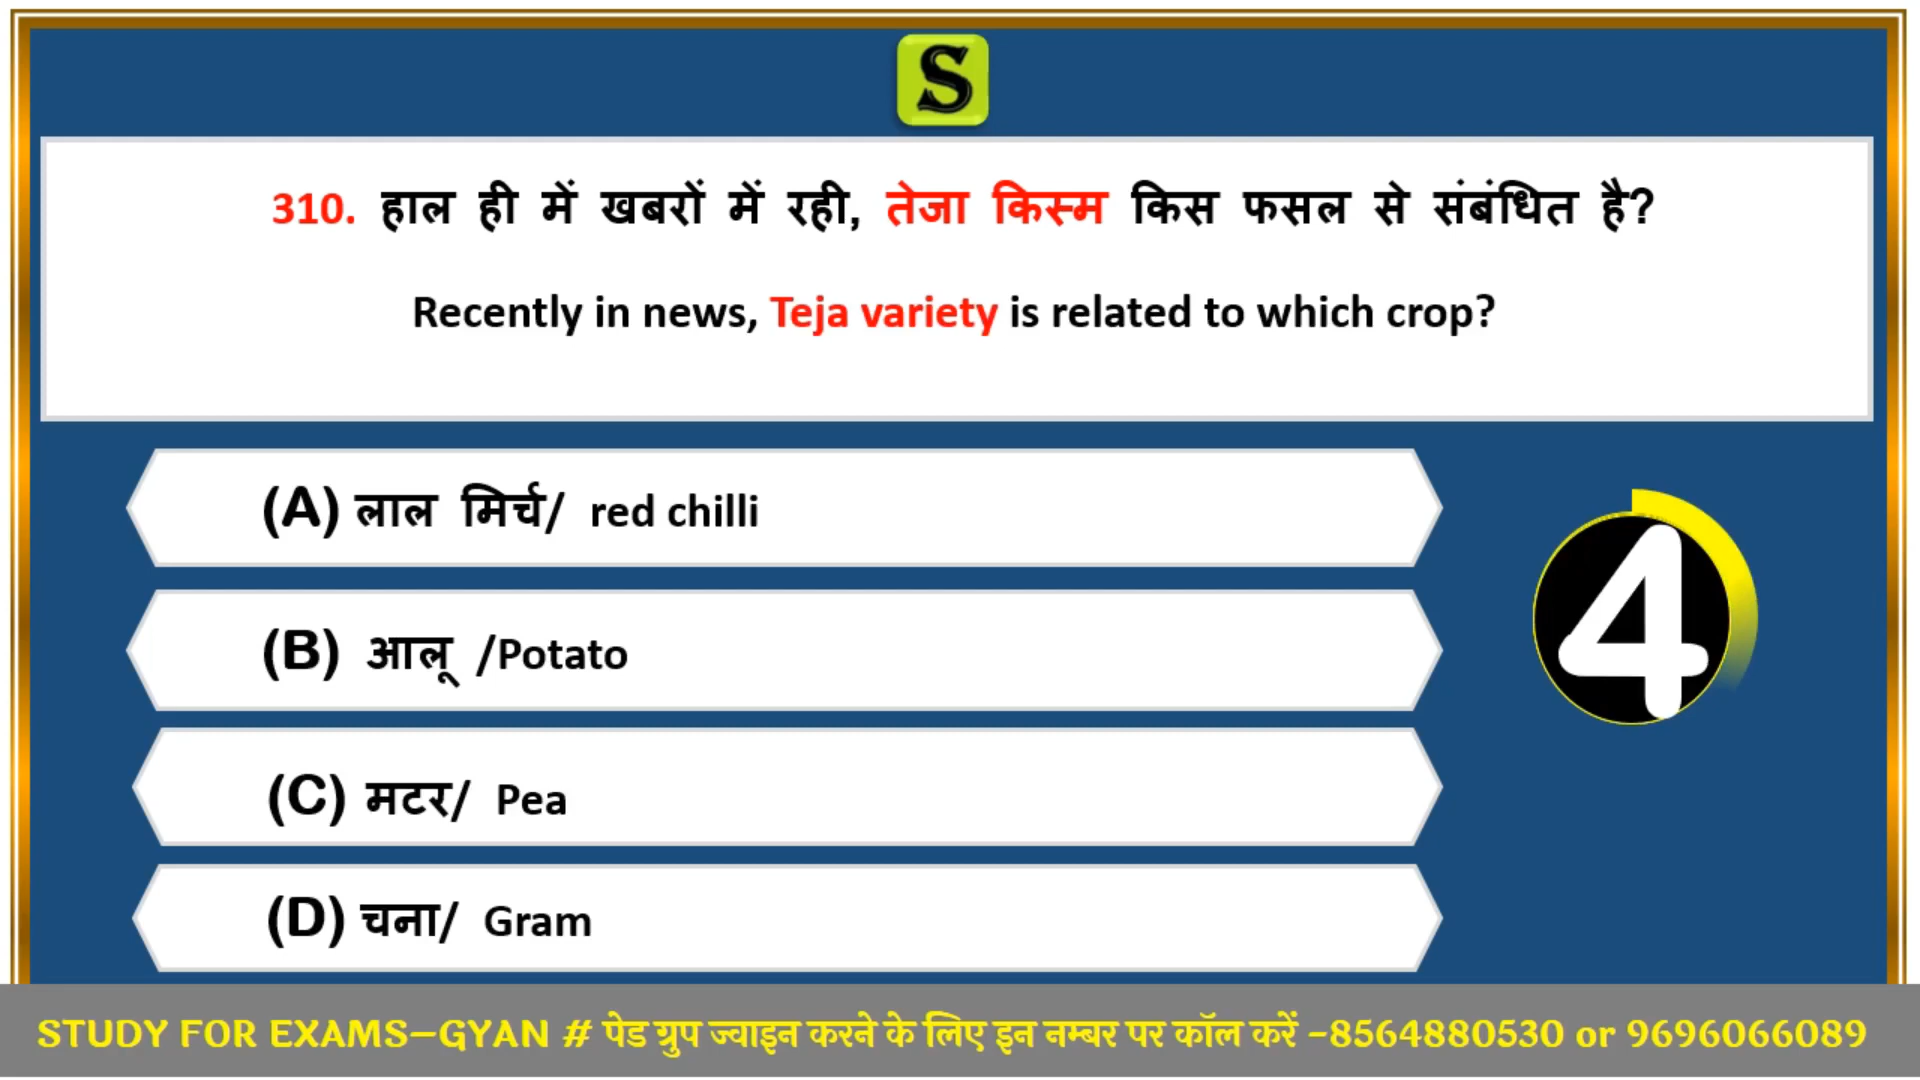 S
310. हाल ही में खबरों में रही, तेजा किस्म किस फसल से संबंधित है?
Recently in news, Teja variety is related to which crop?
(A) लाल मिर्च/ red chilli
(B) आलू /Potato
4
(C) मटर/ Pea
(D) चना/ Gram
STUDY FOR EXAMS–GYAN # पेड ग्रुप ज्वाइन करने के लिए इन नम्बर पर कॉल करें -8564880530 or 9696066089